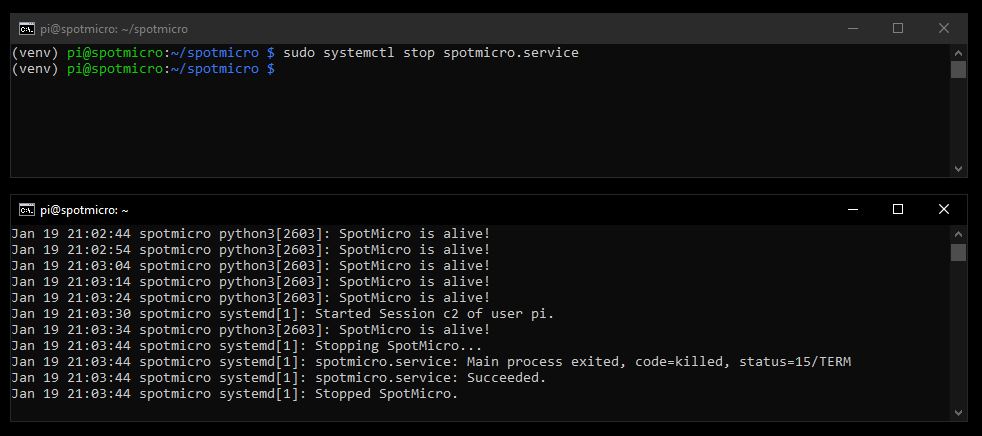 pi@spotmicro: ~/spotmicro
(venv) pi@spotmicro:~/spotmicro $ sudo systemctl stop spotmicro.service
(venv) pi@spotmicro:~/spotmicro $
pi@spotmicro: ~
Jan 19 21:02:44 spotmicro python3[2603]: SpotMicro is alive!
Jan 19 21:02:54 spotmicro python3[2603]: SpotMicro is alive!
Jan 19 21:03:04 spotmicro python3[2603]: SpotMicro is alive!
Jan 19 21:03:14 spotmicro python3[2603]: SpotMicro is alive!
Jan 19 21:03:24 spotmicro python3[2603]: SpotMicro is alive!
Jan 19 21:03:30 spotmicro systemd[1]: Started Session c2 of user pi.
Jan 19 21:03:34 spotmicro python3[2603]: SpotMicro is alive!
Jan 19 21:03:44 spotmicro systemd[1]: Stopping SpotMicro...
Jan 19 21:03:44 spotmicro systemd[1]: spotmicro.service: Main process exited, code=killed, status=15/TERM
Jan 19 21:03:44 spotmicro systemd[1]: spotmicro.service: Succeeded.
Jan 19 21:03:44 spotmicro systemd[1]: Stopped SpotMicro.